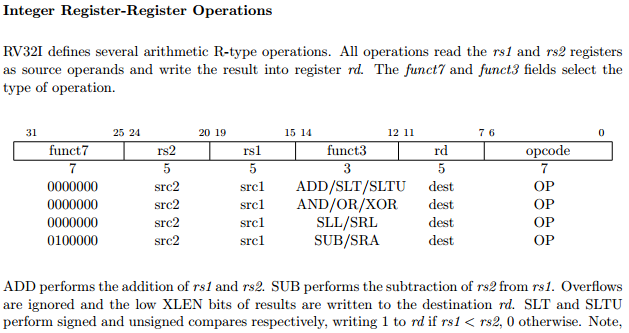 Integer Register-Register Operations
RV32I defines several arithmetic R-type operations. All operations read the rs1 and rs2 registers
as source operands and write the result into register rd. The funct7 and funct3 fields select the
type of operation.
31 25 24 20 19 15 14 12 11 7 6 0
funct7 rs2 rs1 funct3 rd opcode
7 5 5 3 5 7
0000000 src2 src1 ADD/SLT/SLTU dest OP
0000000 src2 src1 AND/OR/XOR dest OP
0000000 src2 src1 SLL/SRL dest OP
0100000 src2 src1 SUB/SRA dest OP
ADD performs the addition of rs1 and rs2. SUB performs the subtraction of rs2 from rs1. Overflows
are ignored and the low XLEN bits of results are written to the destination rd. SLT and SLTU
perform signed and unsigned compares respectively, writing 1 to rd if rs1 < rs2, 0 otherwise. Note,